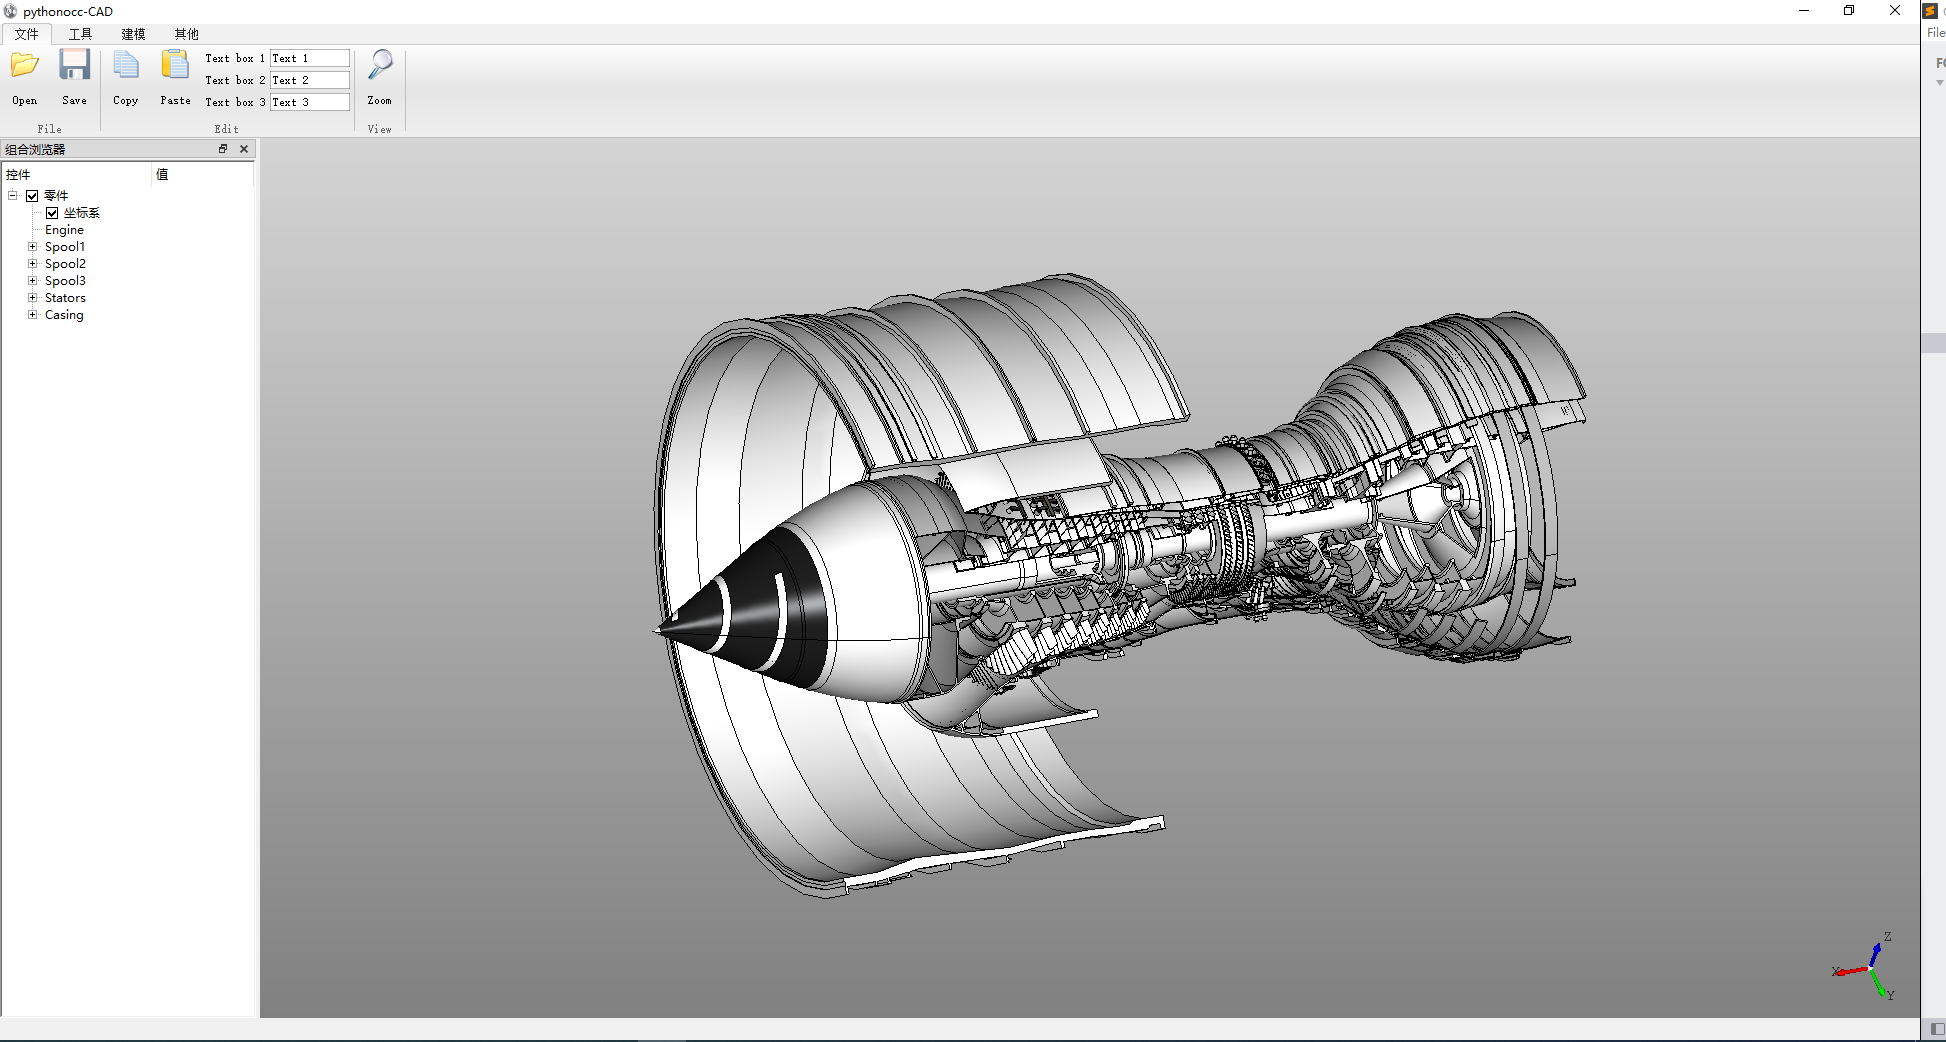 pythonocc-CAD
文件 工具 建模 其他
File
Text box 1 Text 1
Text box 2 Text 2
Text box 3 Text 3
Open Save Copy Paste Zoom
File Edit View
组合浏览器
控件 值
零件
坐标系
Engine
Spool1
Spool2
Spool3
Stators
Casing
Z
X
Y